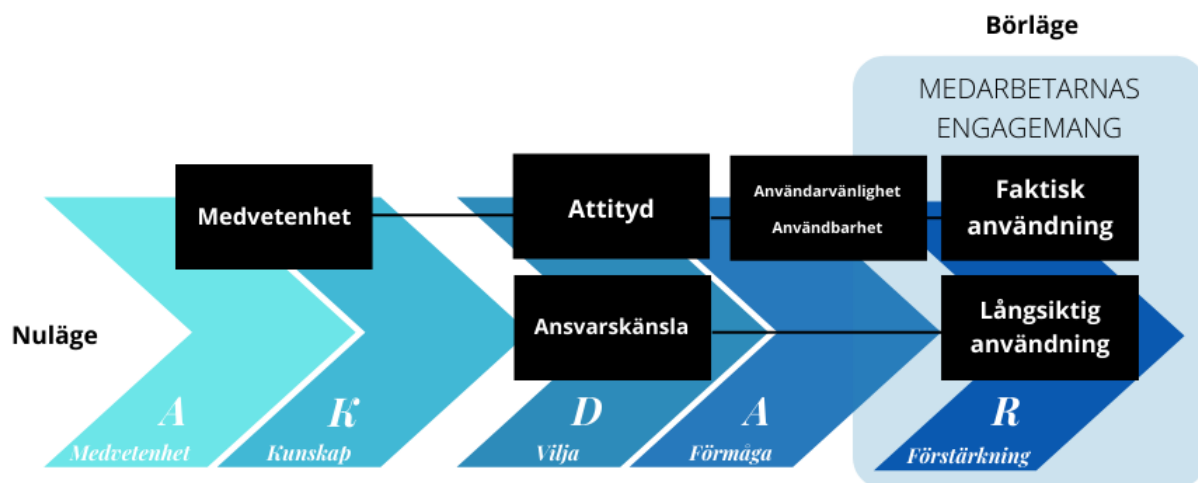 Börläge
MEDARBETARNAS
ENGAGEMANG
Medvetenhet
Attityd
Användarvänlighet
Användbarhet
Faktisk
användning
Nuläge
Ansvarskänsla
Långsiktig
användning
A
Medvetenhet
K
Kunskap
D
Vilja
A
Förmåga
R
Förstärkning